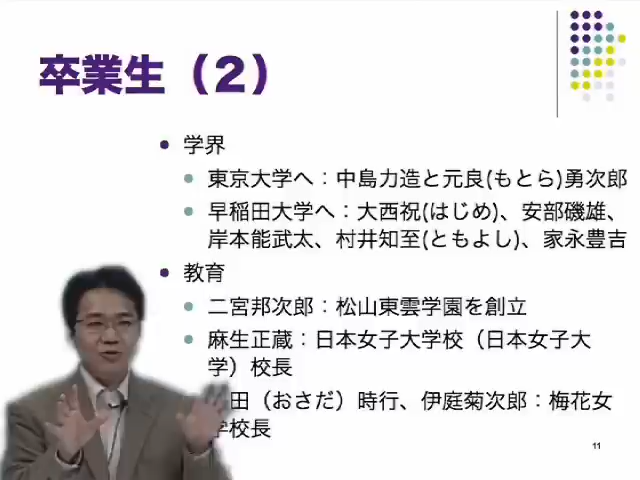 卒業生（2）
学界
東京大学へ：中島力造と元良(もとら)勇次郎
早稲田大学へ：大西祝(はじめ)、安部磯雄、
岸本能武太、村井知至(ともよし)、家永豊吉
教育
二宮邦次郎：松山東雲学園を創立
麻生正蔵：日本女子大学校（日本女子大
学）校長
田（おさだ）時行、伊庭菊次郎：梅花女
学校長
11